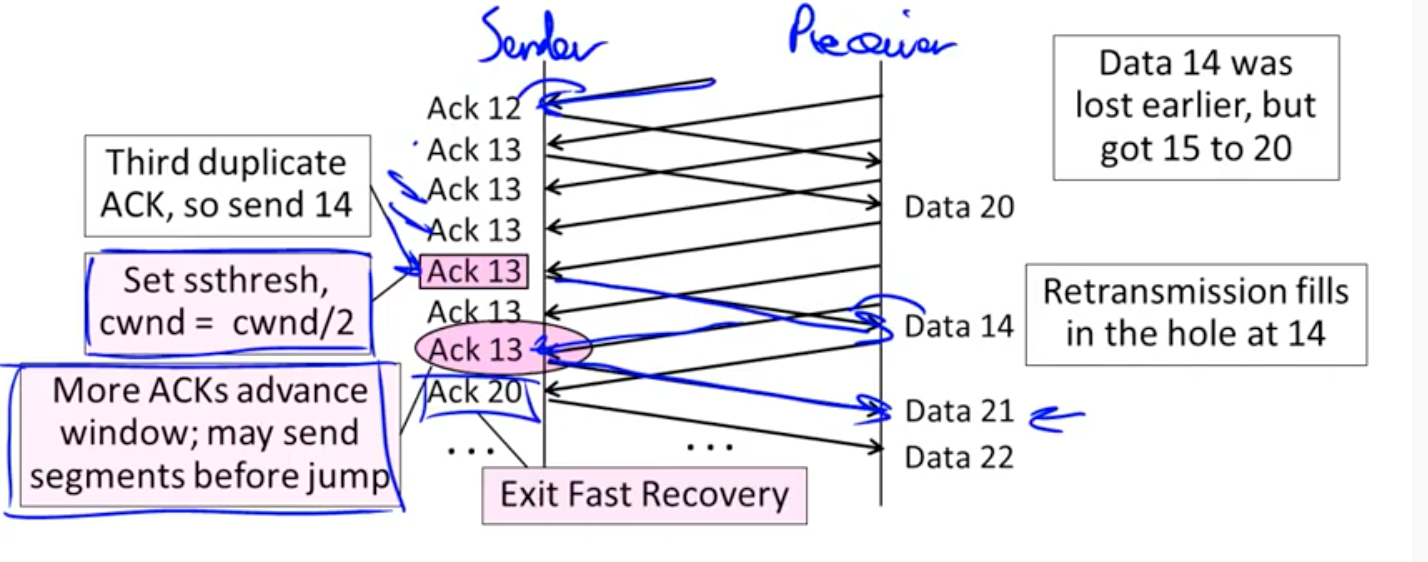 Sender
Receiver
Data 14 was
lost earlier, but
got 15 to 20
Third duplicate
ACK, so send 14
Set ssthresh,
cwnd = cwnd/2
More ACKs advance
window; may send
segments before jump
Ack 12
Ack 13
Ack 13
Ack 13
Ack 13
Ack 13
Ack 13
Ack 20
...
...
Data 20
Data 14
Data 21
Data 22
Retransmission fills
in the hole at 14
Exit Fast Recovery